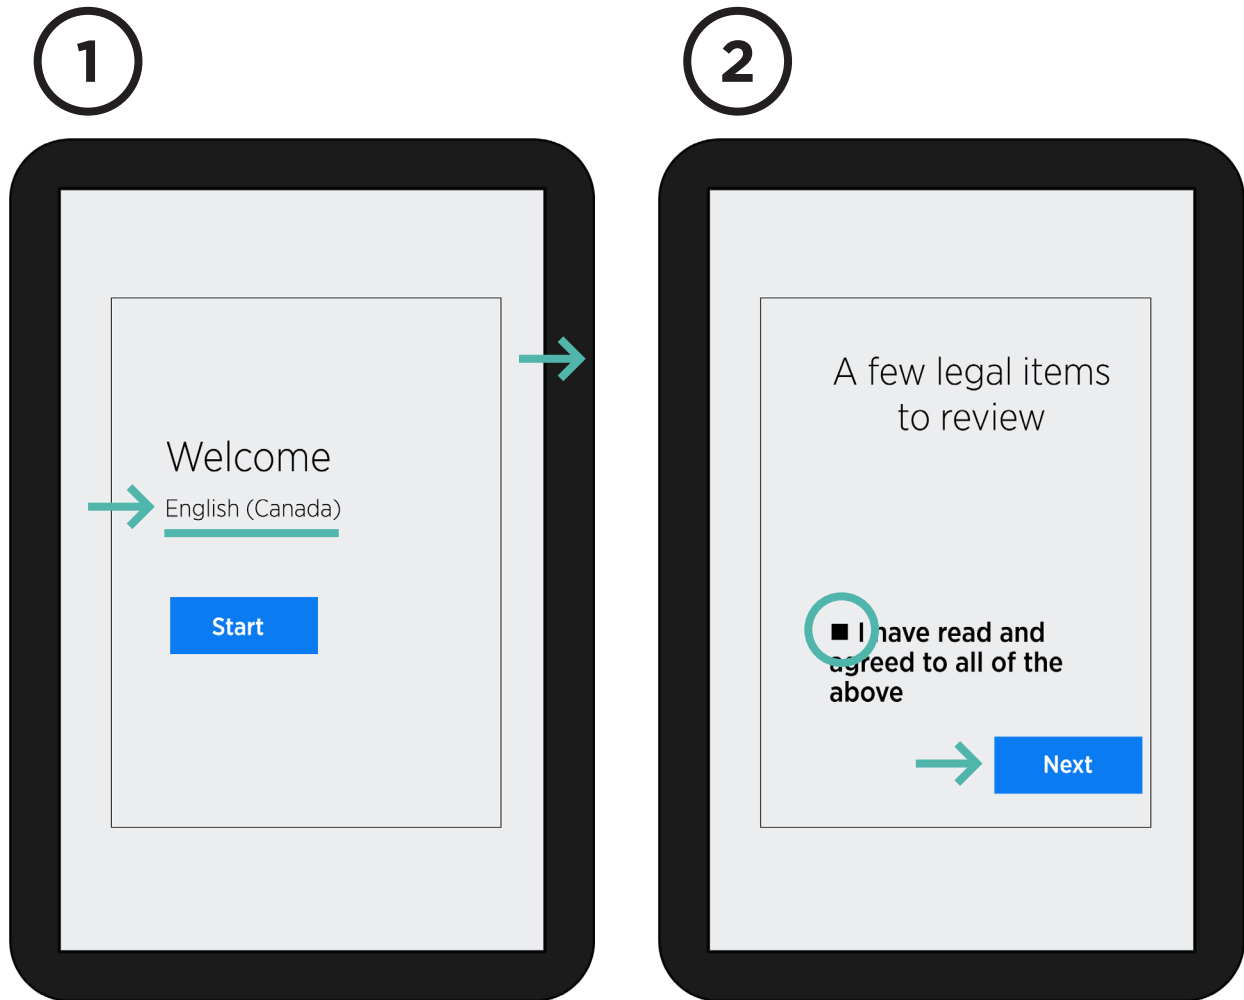 1
Welcome
English (Canada)
Start
2
A few legal items
to review
■ I have read and
agreed to all of the
above
Next